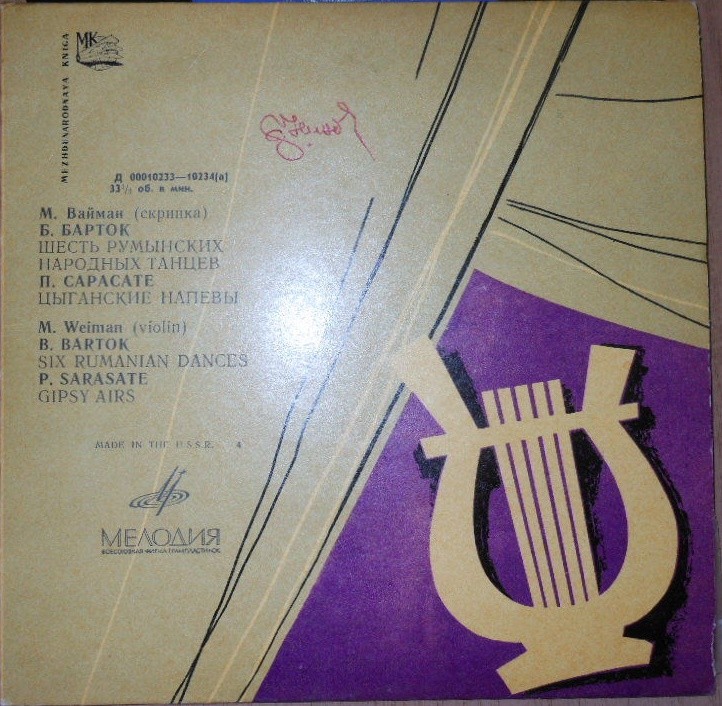 MEZHDUNARODNAYA KNIGA
МК
Д 00010233—10234(а)
33⅓ об. в мин.
М. Вайман (скрипка)
Б. БАРТОК
ШЕСТЬ РУМЫНСКИХ
НАРОДНЫХ ТАНЦЕВ
П. САРАСАТЕ
ЦЫГАНСКИЕ НАПЕВЫ
M. Weiman (violin)
B. BARTOK
SIX RUMANIAN DANCES
P. SARASATE
GIPSY AIRS
MADE IN THE U.S.S.R. 4
МЕЛОДИЯ
ВСЕСОЮЗНАЯ ФИРМА ГРАМПЛАСТИНОК